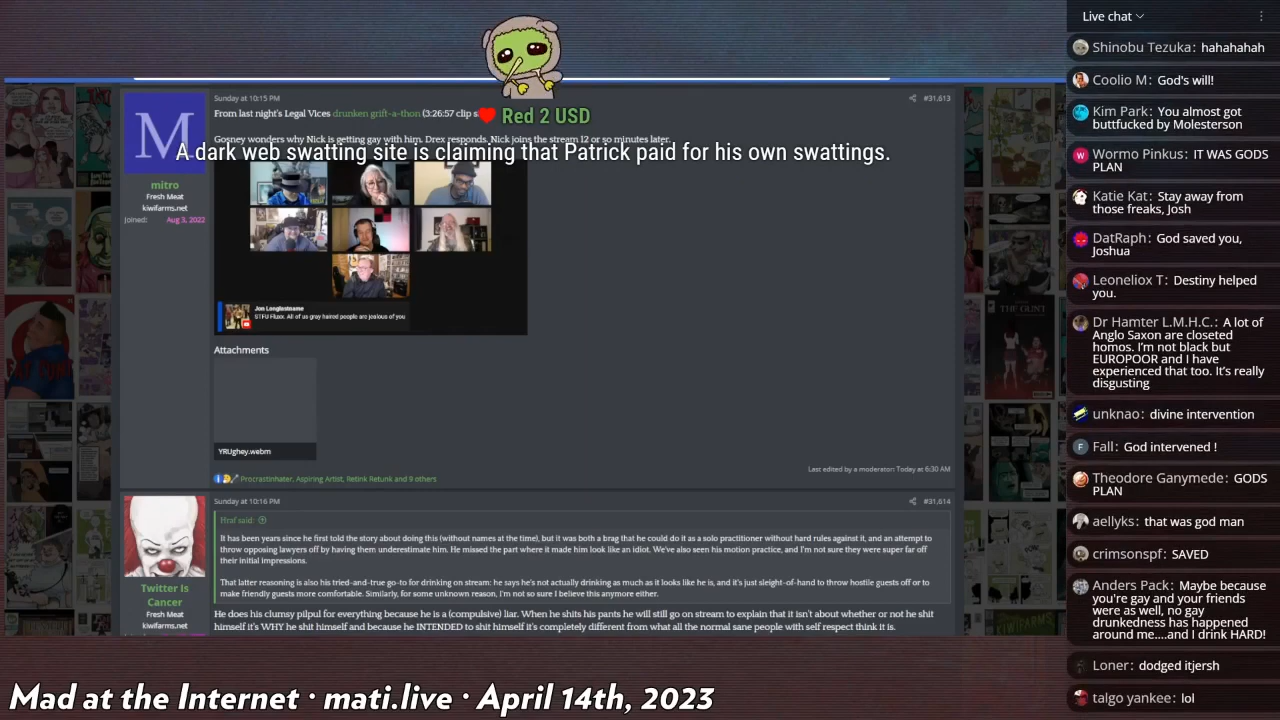 Live chat
Red 2 USD
A dark web swatting site is claiming that Patrick paid for his own swattings.
Sunday at 10:15 PM
#31,613
From last night's Legal Vices drunken grift-a-thon (3:26:57 clip s
Gosney wonders why Nick is getting gay with him. Drex responds. Nick joins the stream 12 or so minutes later.
M
mitro
Fresh Meat
kiwifarms.net
Joined: Aug 3, 2022
Jon Longlastname
STFU Fluxx. All of us gray haired people are jealous of you
Attachments
YRUghey.webm
Last edited by a moderator: Today at 6:30 AM
Procrastinhater, Aspiring Artist, Retink Retunk and 9 others
Sunday at 10:16 PM
#31,614
Twitter Is
Cancer
Fresh Meat
kiwifarms.net
Hraf said:
It has been years since he first told the story about doing this (without names at the time), but it was both a brag that he could do it as a solo practitioner without hard rules against it, and an attempt to
throw opposing lawyers off by having them underestimate him. He missed the part where it made him look like an idiot. We've also seen his motion practice, and I'm not sure they were super far off
their initial impressions.
That latter reasoning is also his tried-and-true go-to for drinking on stream: he says he's not actually drinking as much as it looks like he is, and it's just sleight-of-hand to throw hostile guests off or to
make friendly guests more comfortable. Similarly, for some unknown reason, I'm not so sure I believe this anymore either.
He does his clumsy pilpul for everything because he is a (compulsive) liar. When he shits his pants he will still go on stream to explain that it isn't about whether or not he shit
himself it's WHY he shit himself and because he INTENDED to shit himself it's completely different from what all the normal sane people with self respect think it is.
Mad at the Internet · mati.live · April 14th, 2023
Shinobu Tezuka: hah ahahah
Coolio M: God's will!
Kim Park: You almost got
buttfucked by Molesterson
Wormo Pinkus: IT WAS GODS
PLAN
Katie Kat: Stay away from
those freaks, Josh
DatRaph: God saved you,
Joshua
Leoneliox T: Destiny helped
you.
Dr Hamter L.M.H.C.: A lot of
Anglo Saxon are closeted
homos. I'm not black but
EUROPOOR and I have
experienced that too. It's really
disgusting
unknao: divine intervention
Fall: God intervened !
Theodore Ganymeee: GODS
PLAN
aellyks: that was god man
crimsonspf: SAVED
Anderspeck: Maybe because
you're gay and your friends
were as well, no gay
drunkedness has happened
around me....and I drink HARD!
Loner: dodged itjersh
talgo yankee: lol